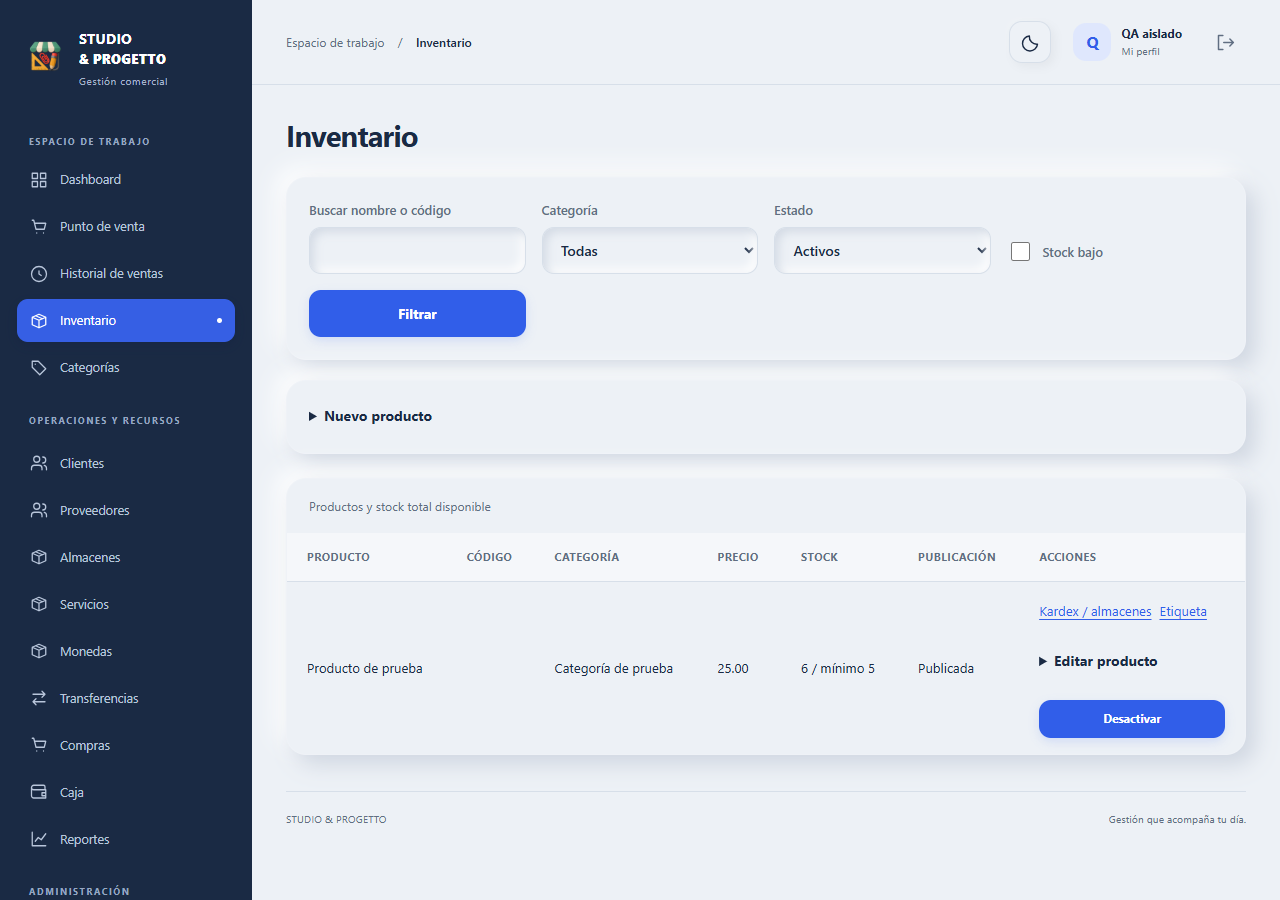 STUDIO
& PROGETTO
Gestión comercial
ESPACIO DE TRABAJO
Dashboard
Punto de venta
Historial de ventas
Inventario
Categorías
OPERACIONES Y RECURSOS
Clientes
Proveedores
Almacenes
Servicios
Monedas
Transferencias
Compras
Caja
Reportes
ADMINISTRACIÓN
Espacio de trabajo / Inventario
Q
QA aislado
Mi perfil
Inventario
Buscar nombre o código Categoría Estado
Todas Activos Stock bajo
Filtrar
Nuevo producto
Productos y stock total disponible
PRODUCTO CÓDIGO CATEGORÍA PRECIO STOCK PUBLICACIÓN ACCIONES
Kardex / almacenes Etiqueta
Producto de prueba Categoría de prueba 25.00 6 / mínimo 5 Publicada
Editar producto
Desactivar
STUDIO & PROGETTO Gestión que acompaña tu día.